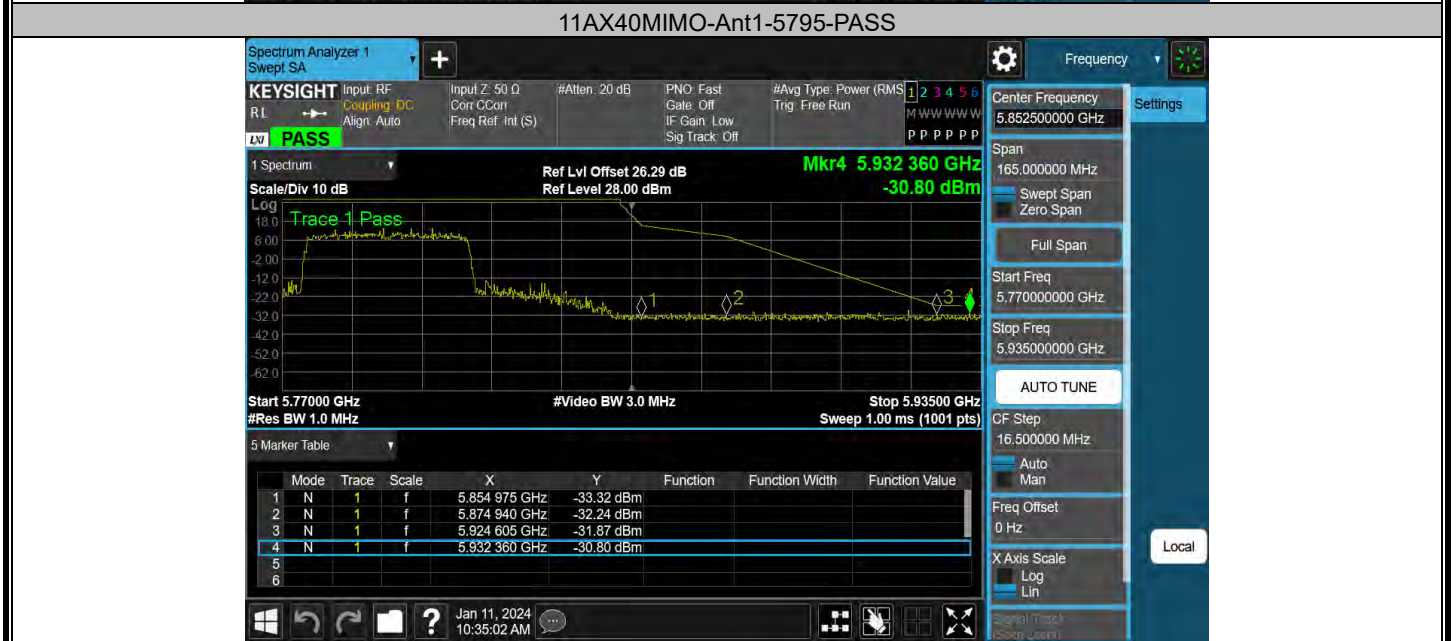 11AX40MIMO-Ant1-5795-PASS
Spectrum Analyzer 1
Swept SA
+
Frequency
KEYSIGHT
Input: RF
Input Z: 50 Ω
#Atten: 20 dB
PNO: Fast
#Avg Type: Power (RMS
1 2 3 4 5 6
RL
Coupling: DC
Corr CCorr
Gate: Off
Trig: Free Run
Align: Auto
Freq Ref: Int (S)
IF Gain: Low
M W W W W W
LXI
PASS
Sig Track: Off
P P P P P P
Center Frequency
5.852500000 GHz
Settings
1 Spectrum
Ref Lvl Offset 26.29 dB
Mkr4 5.932 360 GHz
Scale/Div 10 dB
Ref Level 28.00 dBm
-30.80 dBm
Span
165.000000 MHz
Swept Span
Zero Span
Log
Trace 1 Pass
18.0
8.00
-2.00
-12.0
-22.0
-32.0
-42.0
-52.0
-62.0
1
2
3
4
Full Span
Start Freq
5.770000000 GHz
Stop Freq
5.935000000 GHz
AUTO TUNE
Start 5.77000 GHz
#Video BW 3.0 MHz
Stop 5.93500 GHz
#Res BW 1.0 MHz
Sweep 1.00 ms (1001 pts)
CF Step
16.500000 MHz
Auto
Man
5 Marker Table
Mode Trace Scale X Y Function Function Width Function Value
1 N 1 f 5.854 975 GHz -33.32 dBm
2 N 1 f 5.874 940 GHz -32.24 dBm
3 N 1 f 5.924 605 GHz -31.87 dBm
4 N 1 f 5.932 360 GHz -30.80 dBm
5
6
Freq Offset
0 Hz
Local
X Axis Scale
Log
Lin
Signal Track
(Span Zoom)
?
Jan 11, 2024
10:35:02 AM